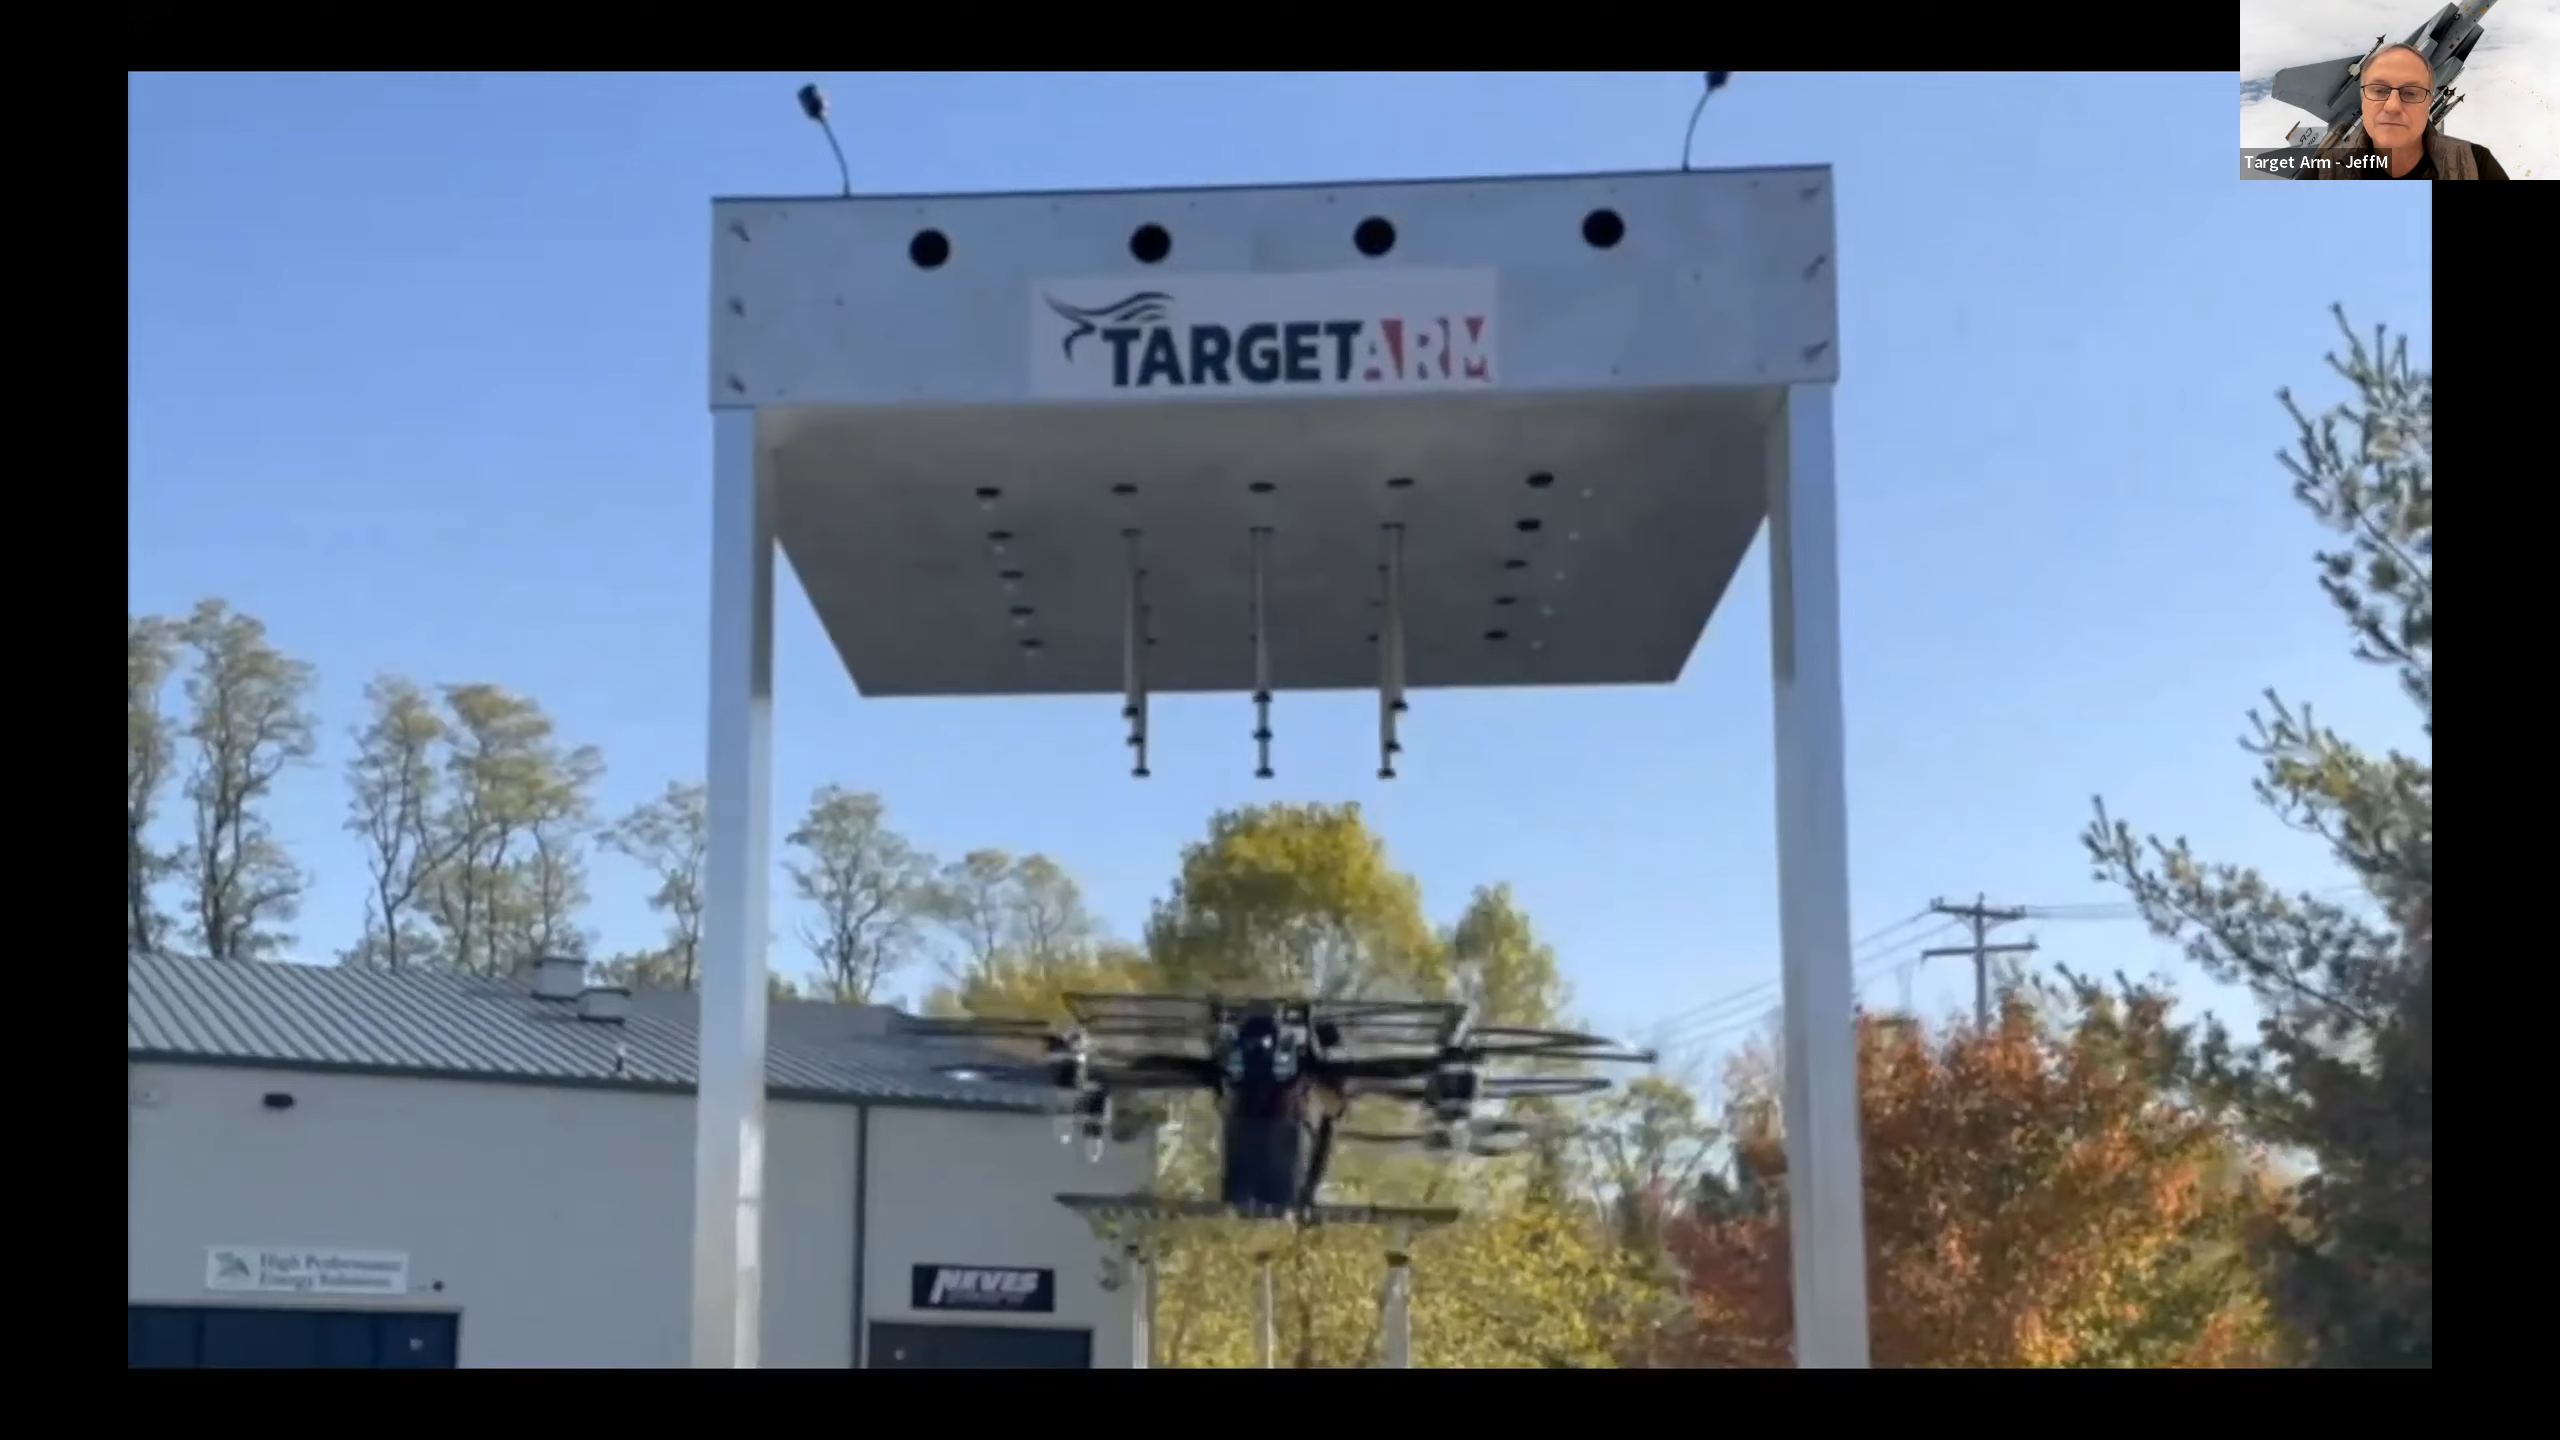 Target Arm - JeffM
TARGETARM
High Performance
Energy Solutions
NEVES